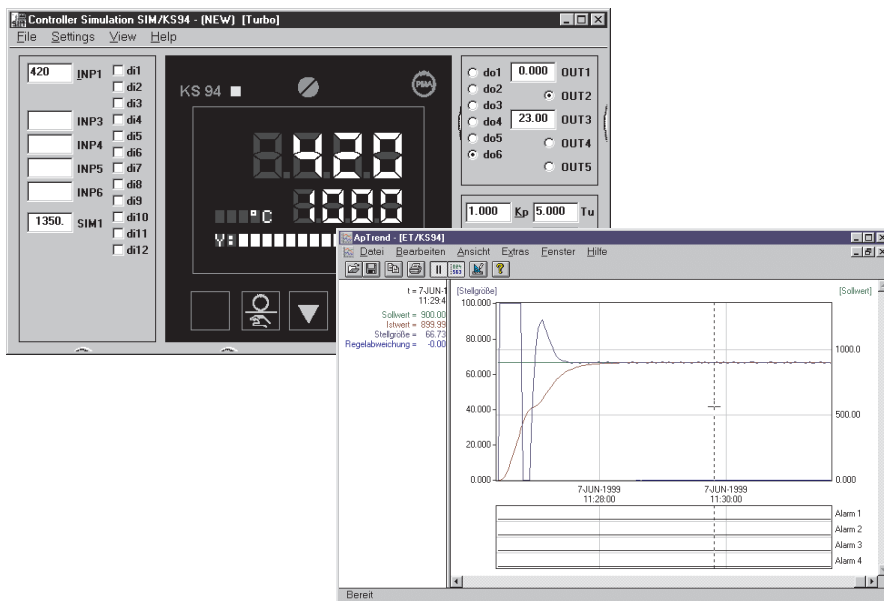 Controller Simulation SIM/KS94 - (NEW) [Turbo]
File Settings View Help
420 INP1
INP3
INP4
INP5
INP6
1350. SIM1
di1
di2
di3
di4
di5
di6
di7
di8
di9
di10
di11
di12
KS 94
PMA
420
1000
°C
Y:
do1
do2
do3
do4
do5
do6
0.000 OUT1
OUT2
23.00 OUT3
OUT4
OUT5
1.000 Kp 5.000 Tu
ApTrend - [ET/KS94]
Datei Bearbeiten Ansicht Extras Fenster Hilfe
t = 7-JUN-1
11:29:4
Sollwert = 900.00
Istwert = 899.99
Stellgröße = 66.73
Regelabweichung = -0.00
[Stellgröße] [Sollwert]
100.000
80.000
60.000
40.000
20.000
0.000
1000.0
500.00
0.000
7-JUN-1999 7-JUN-1999
11:28:00 11:30:00
Alarm 1
Alarm 2
Alarm 3
Alarm 4
Bereit